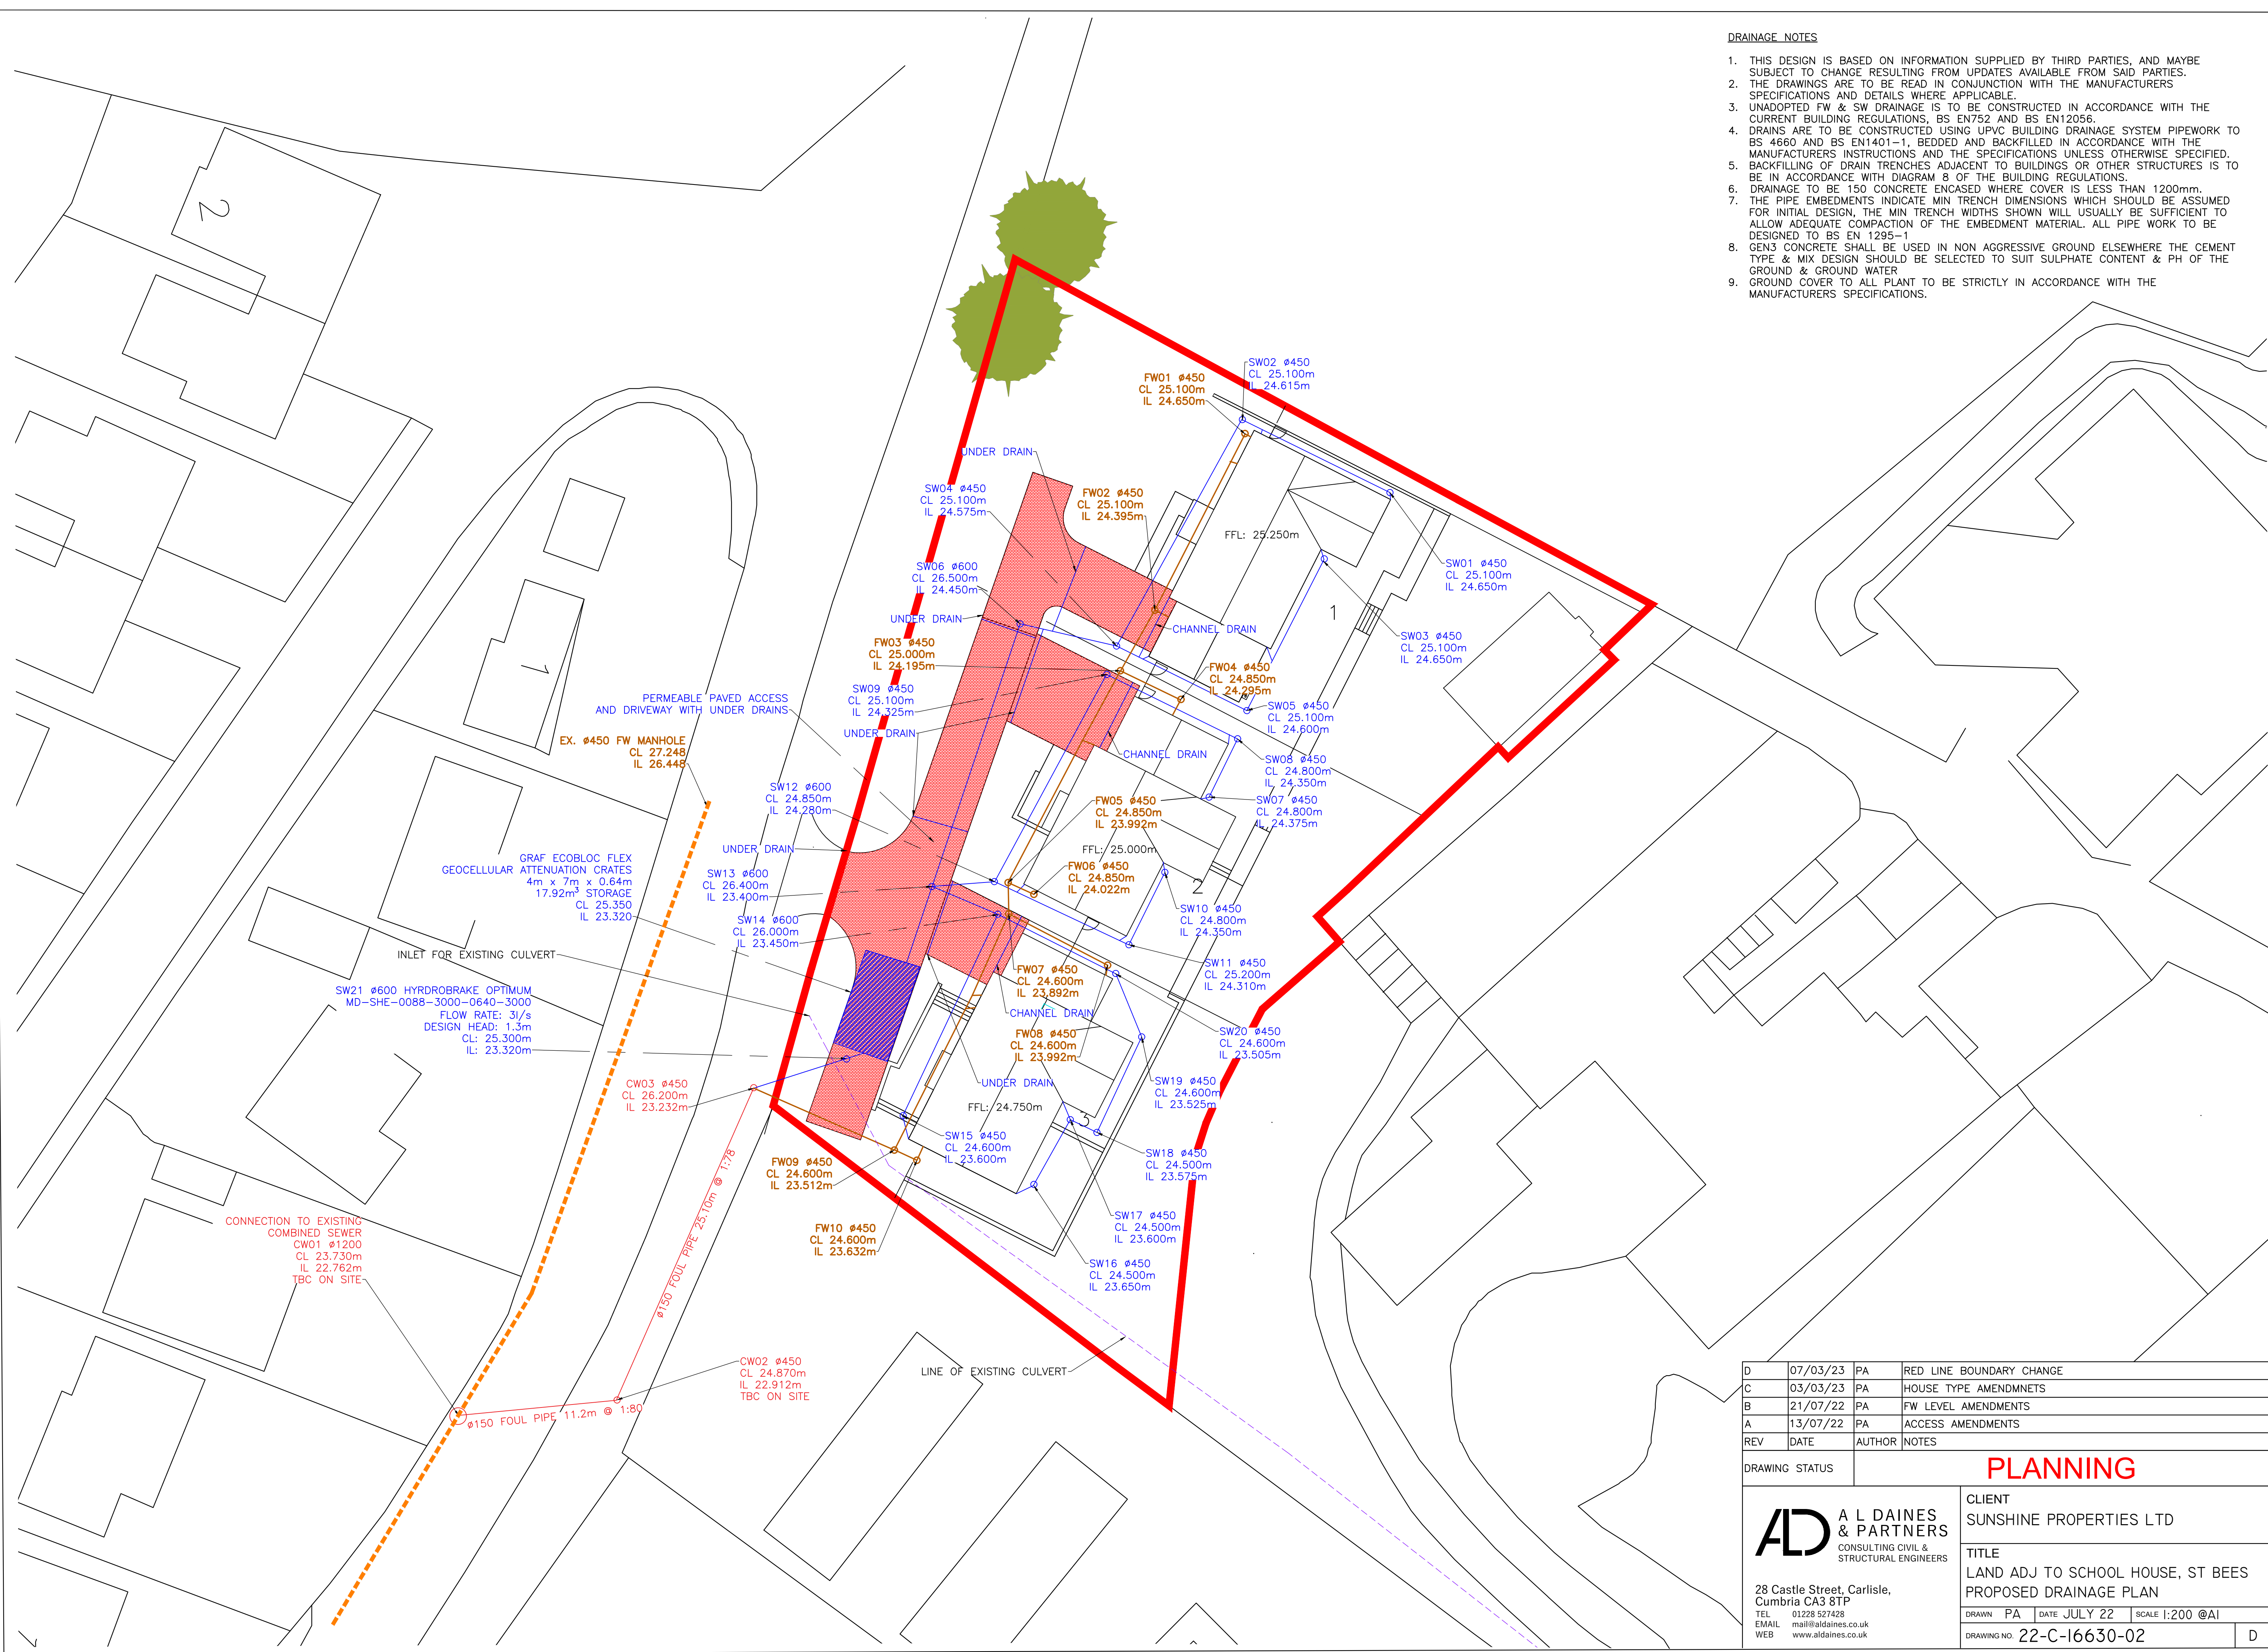 DRAINAGE NOTES
1. THIS DESIGN IS BASED ON INFORMATION SUPPLIED BY THIRD PARTIES, AND MAYBE
SUBJECT TO CHANGE RESULTING FROM UPDATES AVAILABLE FROM SAID PARTIES.
2. THE DRAWINGS ARE TO BE READ IN CONJUNCTION WITH THE MANUFACTURERS
SPECIFICATIONS AND DETAILS WHERE APPLICABLE.
3. UNADOPTED FW & SW DRAINAGE IS TO BE CONSTRUCTED IN ACCORDANCE WITH THE
CURRENT BUILDING REGULATIONS, BS EN752 AND BS EN12056.
4. DRAINS ARE TO BE CONSTRUCTED USING UPVC BUILDING DRAINAGE SYSTEM PIPEWORK TO
BS 4660 AND BS EN1401-1, BEDDED AND BACKFILLED IN ACCORDANCE WITH THE
MANUFACTURERS INSTRUCTIONS AND THE SPECIFICATIONS UNLESS OTHERWISE SPECIFIED.
5. BACKFILLING OF DRAIN TRENCHES ADJACENT TO BUILDINGS OR OTHER STRUCTURES IS TO
BE IN ACCORDANCE WITH DIAGRAM 8 OF THE BUILDING REGULATIONS.
6. DRAINAGE TO BE 150 CONCRETE ENCASED WHERE COVER IS LESS THAN 1200mm.
7. THE PIPE EMBEDMENTS INDICATE MIN TRENCH DIMENSIONS WHICH SHOULD BE ASSUMED
FOR INITIAL DESIGN, THE MIN TRENCH WIDTHS SHOWN WILL USUALLY BE SUFFICIENT TO
ALLOW ADEQUATE COMPACTION OF THE EMBEDMENT MATERIAL. ALL PIPE WORK TO BE
DESIGNED TO BS EN 1295-1
8. GEN3 CONCRETE SHALL BE USED IN NON AGGRESSIVE GROUND ELSEWHERE THE CEMENT
TYPE & MIX DESIGN SHOULD BE SELECTED TO SUIT SULPHATE CONTENT & PH OF THE
GROUND & GROUND WATER
9. GROUND COVER TO ALL PLANT TO BE STRICTLY IN ACCORDANCE WITH THE
MANUFACTURERS SPECIFICATIONS.
2
SW02 ø450
CL 25.100m
IL 24.615m
FW01 ø450
CL 25.100m
IL 24.650m
UNDER DRAIN
SW04 ø450
CL 25.100m
IL 24.575m
FW02 ø450
CL 25.100m
IL 24.395m
FFL: 25.250m
SW06 ø600
CL 26.500m
IL 24.450m
SW01 ø450
CL 25.100m
IL 24.650m
1
UNDER DRAIN
CHANNEL DRAIN
SW03 ø450
CL 25.100m
IL 24.650m
FW03 ø450
CL 25.000m
IL 24.195m
FW04 ø450
CL 24.850m
IL 24.295m
1
SW09 ø450
CL 25.100m
IL 24.325m
SW05 ø450
CL 25.100m
IL 24.600m
PERMEABLE PAVED ACCESS
AND DRIVEWAY WITH UNDER DRAINS
UNDER DRAIN
CHANNEL DRAIN
EX. ø450 FW MANHOLE
CL 27.248
IL 26.448
SW08 ø450
CL 24.800m
IL 24.350m
SW12 ø600
CL 24.850m
IL 24.280m
FW05 ø450
CL 24.850m
IL 23.992m
SW07 ø450
CL 24.800m
IL 24.375m
UNDER DRAIN
FFL: 25.000m
GRAF ECOBLOC FLEX
GEOCELLULAR ATTENUATION CRATES
4m x 7m x 0.64m
17.92m³ STORAGE
CL 25.350
IL 23.320
FW06 ø450
CL 24.850m
IL 24.022m
SW13 ø600
CL 26.400m
IL 23.400m
2
SW10 ø450
CL 24.800m
IL 24.350m
SW14 ø600
CL 26.000m
IL 23.450m
INLET FOR EXISTING CULVERT
SW11 ø450
CL 25.200m
IL 24.310m
FW07 ø450
CL 24.600m
IL 23.892m
SW21 ø600 HYRDROBRAKE OPTIMUM
MD-SHE-0088-3000-0640-3000
FLOW RATE: 3l/s
DESIGN HEAD: 1.3m
CL: 25.300m
IL: 23.320m
CHANNEL DRAIN
FW08 ø450
CL 24.600m
IL 23.992m
SW20 ø450
CL 24.600m
IL 23.505m
CW03 ø450
CL 26.200m
IL 23.232m
UNDER DRAIN
SW19 ø450
CL 24.600m
IL 23.525m
FFL: 24.750m
3
SW15 ø450
CL 24.600m
IL 23.600m
SW18 ø450
CL 24.500m
IL 23.575m
FW09 ø450
CL 24.600m
IL 23.512m
ø150 FOUL PIPE 25.10m @ 1:78
SW17 ø450
CL 24.500m
IL 23.600m
FW10 ø450
CL 24.600m
IL 23.632m
CONNECTION TO EXISTING
COMBINED SEWER
CW01 ø1200
CL 23.730m
IL 22.762m
TBC ON SITE
SW16 ø450
CL 24.500m
IL 23.650m
CW02 ø450
CL 24.870m
IL 22.912m
TBC ON SITE
LINE OF EXISTING CULVERT
ø150 FOUL PIPE 11.2m @ 1:80
D 07/03/23 PA RED LINE BOUNDARY CHANGE
C 03/03/23 PA HOUSE TYPE AMENDMNETS
B 21/07/22 PA FW LEVEL AMENDMENTS
A 13/07/22 PA ACCESS AMENDMENTS
REV DATE AUTHOR NOTES
DRAWING STATUS PLANNING
ALD
A L DAINES
& PARTNERS
CONSULTING CIVIL &
STRUCTURAL ENGINEERS
28 Castle Street, Carlisle,
Cumbria CA3 8TP
TEL 01228 527428
EMAIL mail@aldaines.co.uk
WEB www.aldaines.co.uk
CLIENT
SUNSHINE PROPERTIES LTD
TITLE
LAND ADJ TO SCHOOL HOUSE, ST BEES
PROPOSED DRAINAGE PLAN
DRAWN PA DATE JULY 22 SCALE 1:200 @A1
DRAWING NO. 22-C-16630-02 D